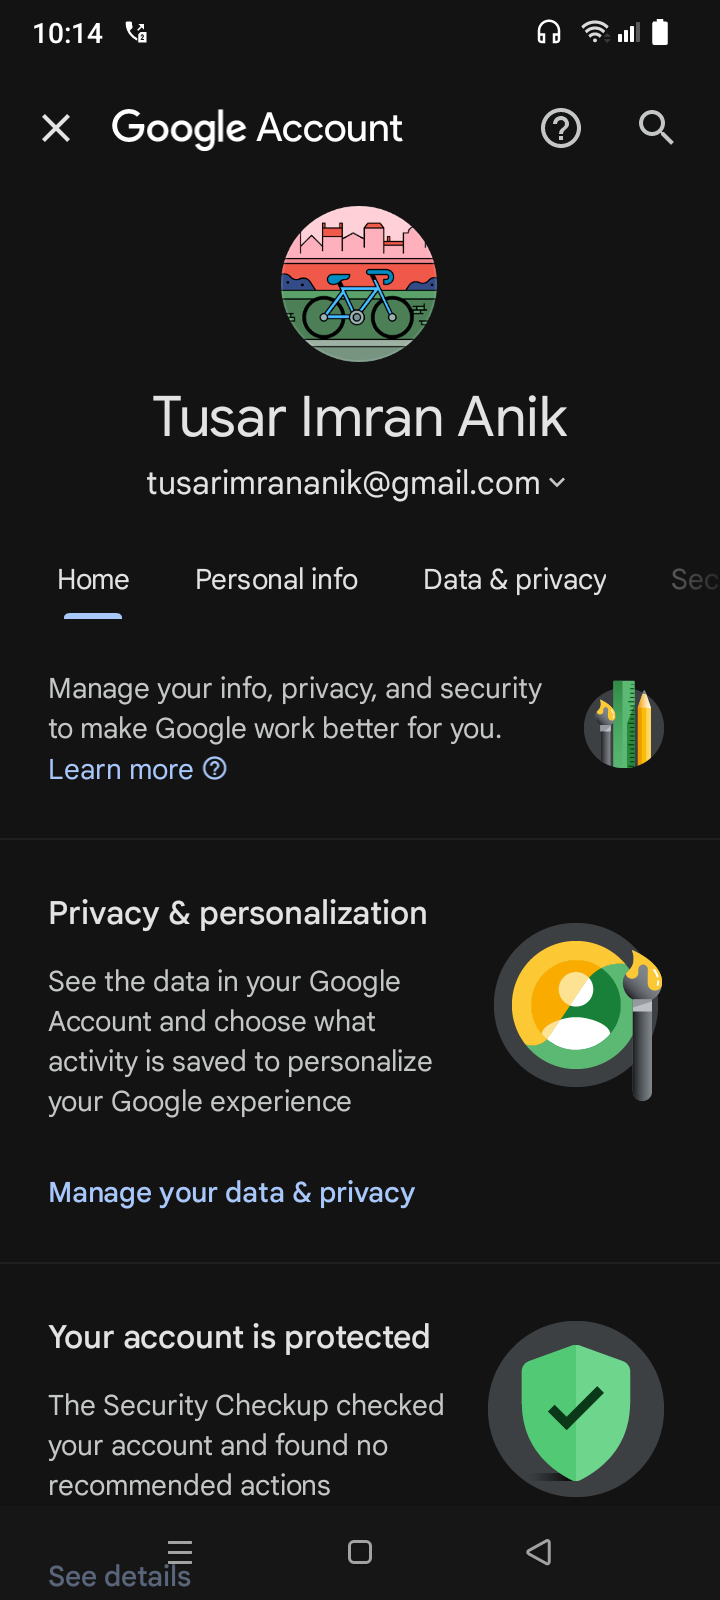 10:14
Google Account
Tusar Imran Anik
tusarimrananik@gmail.com
Home Personal info Data & privacy Sec
Manage your info, privacy, and security
to make Google work better for you.
Learn more
Privacy & personalization
See the data in your Google
Account and choose what
activity is saved to personalize
your Google experience
Manage your data & privacy
Your account is protected
The Security Checkup checked
your account and found no
recommended actions
See details